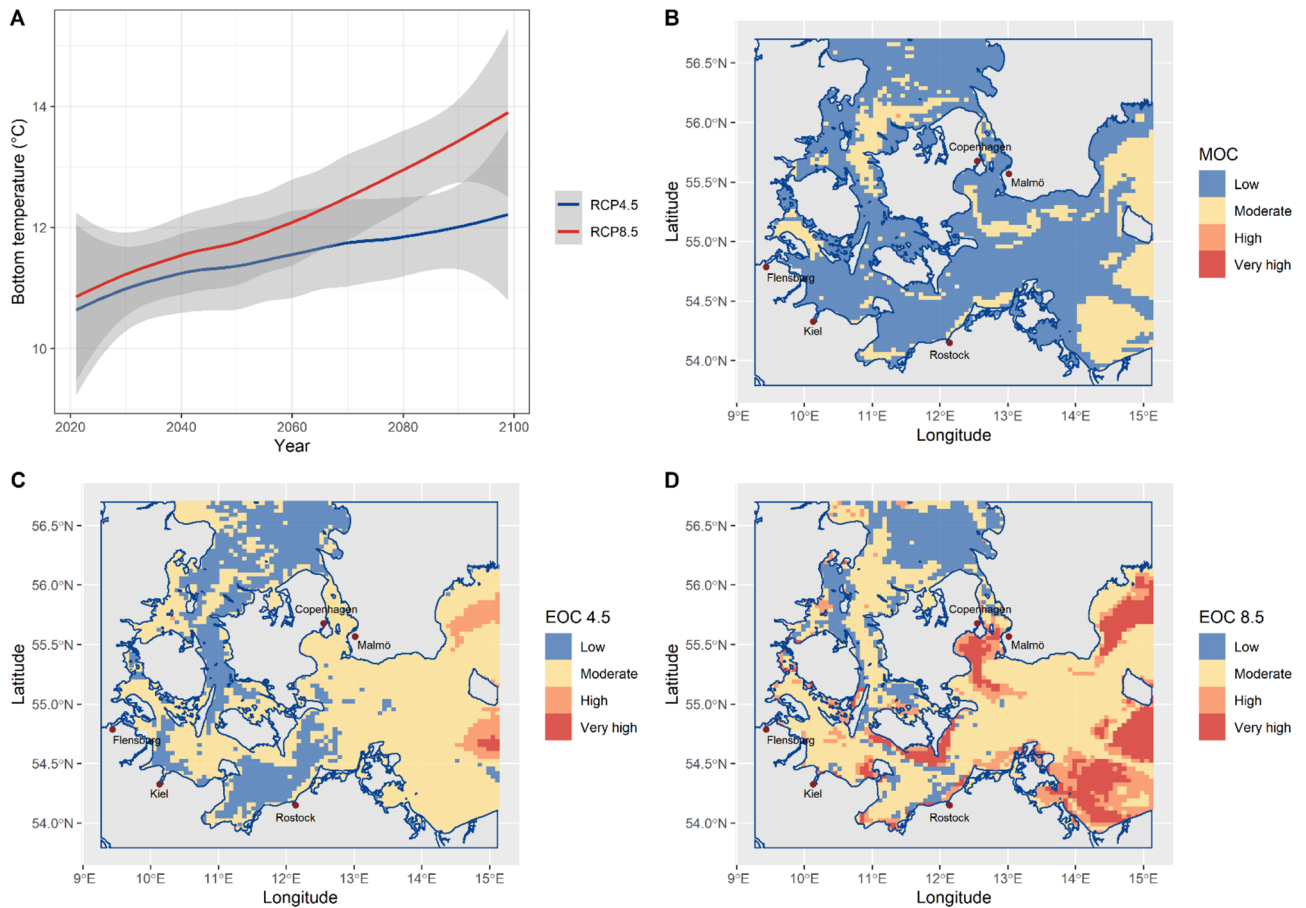 A
Bottom temperature (°C)
14
12
10
2020
2040
2060
2080
2100
Year
RCP4.5
RCP8.5
B
Latitude
56.5°N
56.0°N
55.5°N
55.0°N
54.5°N
54.0°N
Copenhagen
Malmö
Flensburg
Kiel
Rostock
9°E
10°E
11°E
12°E
13°E
14°E
15°E
Longitude
MOC
Low
Moderate
High
Very high
C
Latitude
56.5°N
56.0°N
55.5°N
55.0°N
54.5°N
54.0°N
Copenhagen
Malmö
Flensburg
Kiel
Rostock
9°E
10°E
11°E
12°E
13°E
14°E
15°E
Longitude
EOC 4.5
Low
Moderate
High
Very high
D
Latitude
56.5°N
56.0°N
55.5°N
55.0°N
54.5°N
54.0°N
Copenhagen
Malmö
Flensburg
Kiel
Rostock
9°E
10°E
11°E
12°E
13°E
14°E
15°E
Longitude
EOC 8.5
Low
Moderate
High
Very high